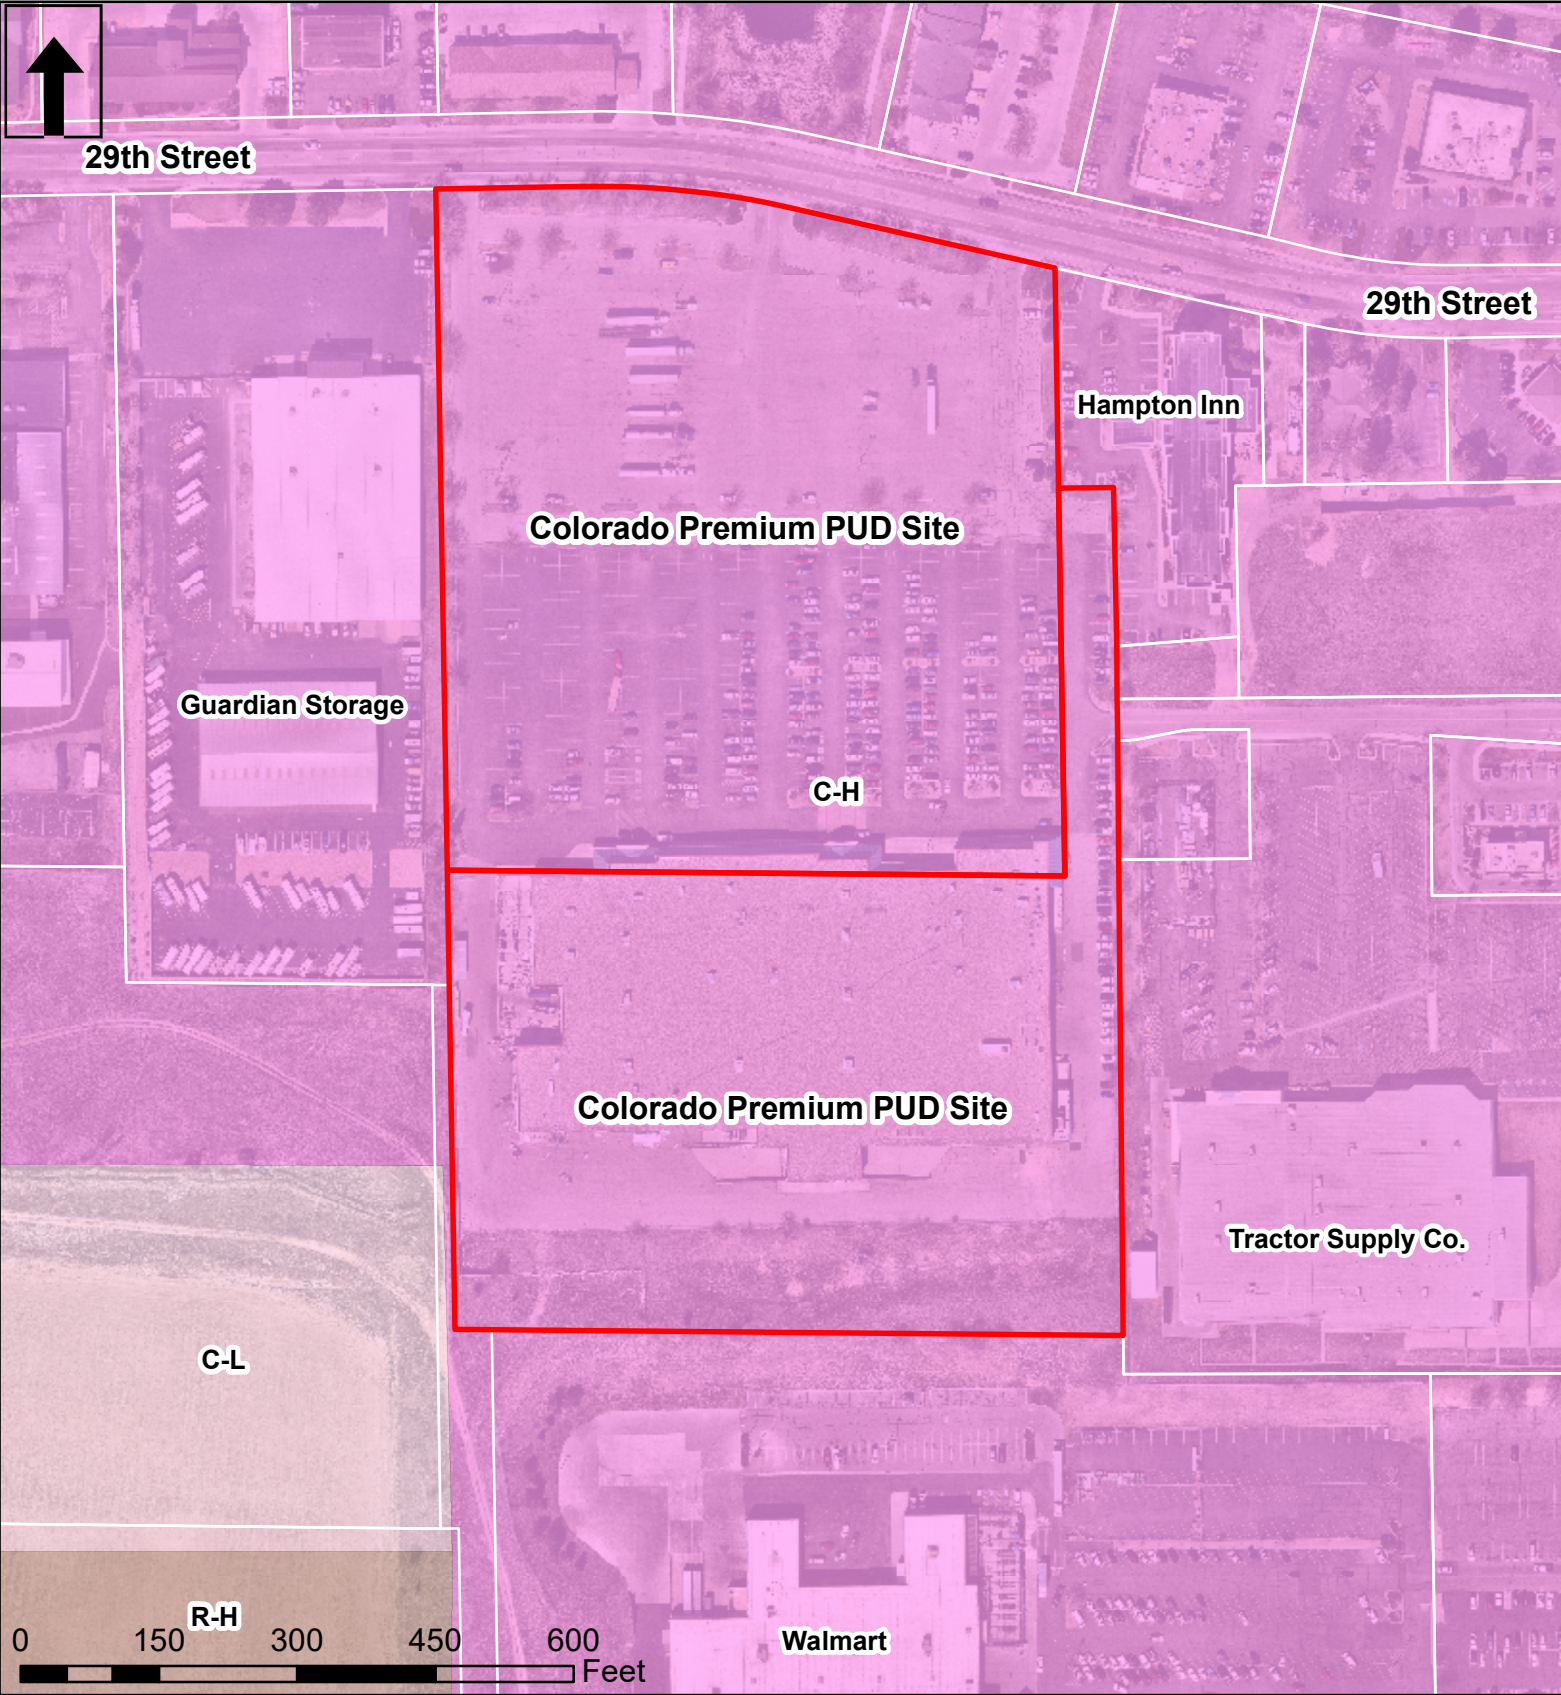 29th Street
29th Street
Hampton Inn
Colorado Premium PUD Site
Guardian Storage
C-H
Colorado Premium PUD Site
Tractor Supply Co.
C-L
R-H
0 150 300 450 600
Feet
Walmart